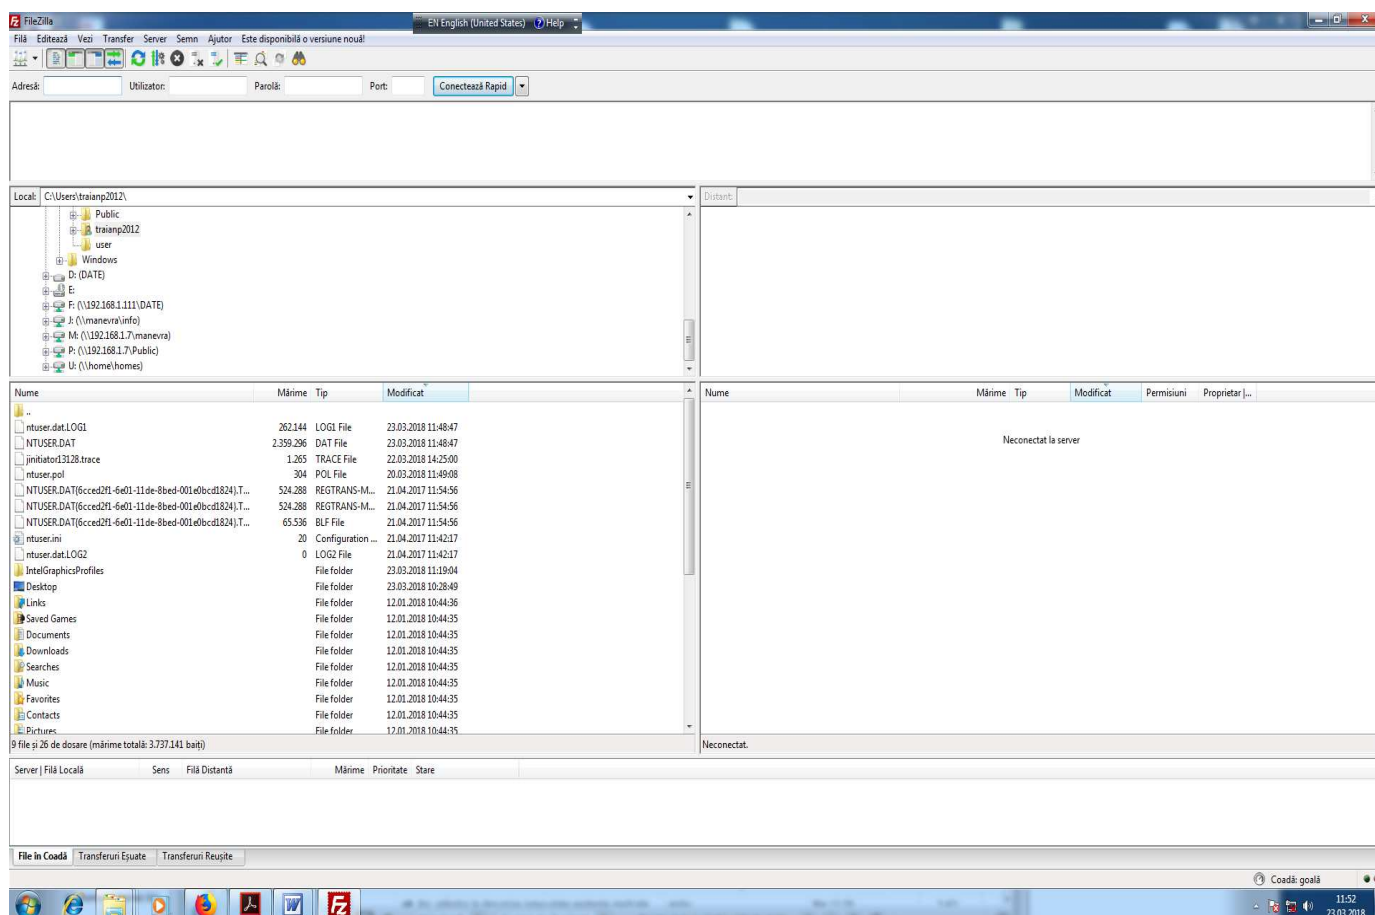 FileZilla
EN English (United States) Help
Filă Editează Vezi Transfer Server Semn Ajutor Este disponibilă o versiune nouă!
Adresă: Utilizator: Parolă: Port: Conectează Rapid
Local: C:\Users\traianp2012\
Distant:
Public
traianp2012
user
Windows
D: (DATE)
E:
F: (\\192.168.1.111\DATE)
J: (\\manevra\info)
M: (\\192.168.1.7\manevra)
P: (\\192.168.1.7\Public)
U: (\\home\homes)
Nume Mărime Tip Modificat
..
ntuser.dat.LOG1 262.144 LOG1 File 23.03.2018 11:48:47
NTUSER.DAT 2.359.296 DAT File 23.03.2018 11:48:47
jinitiator13128.trace 1.265 TRACE File 22.03.2018 14:25:00
ntuser.pol 304 POL File 20.03.2018 11:49:08
NTUSER.DAT{6cced2f1-6e01-11de-8bed-001e0bcd1824}.T... 524.288 REGTRANS-M... 21.04.2017 11:54:56
NTUSER.DAT{6cced2f1-6e01-11de-8bed-001e0bcd1824}.T... 524.288 REGTRANS-M... 21.04.2017 11:54:56
NTUSER.DAT{6cced2f1-6e01-11de-8bed-001e0bcd1824}.T... 65.536 BLF File 21.04.2017 11:54:56
ntuser.ini 20 Configuration ... 21.04.2017 11:42:17
ntuser.dat.LOG2 0 LOG2 File 21.04.2017 11:42:17
IntelGraphicsProfiles File folder 23.03.2018 11:19:04
Desktop File folder 23.03.2018 10:28:49
Links File folder 12.01.2018 10:44:36
Saved Games File folder 12.01.2018 10:44:35
Documents File folder 12.01.2018 10:44:35
Downloads File folder 12.01.2018 10:44:35
Searches File folder 12.01.2018 10:44:35
Music File folder 12.01.2018 10:44:35
Favorites File folder 12.01.2018 10:44:35
Contacts File folder 12.01.2018 10:44:35
Pictures File folder 12.01.2018 10:44:35
9 file și 26 de dosare (mărime totală: 3.737.141 baiți)
Nume Mărime Tip Modificat Permisiuni Proprietar |...
Neconectat la server
Neconectat.
Server | Filă Locală Sens Filă Distantă Mărime Prioritate Stare
File în Coadă Transferuri Eșuate Transferuri Reușite
Coadă: goală
11:52
23.03.2018